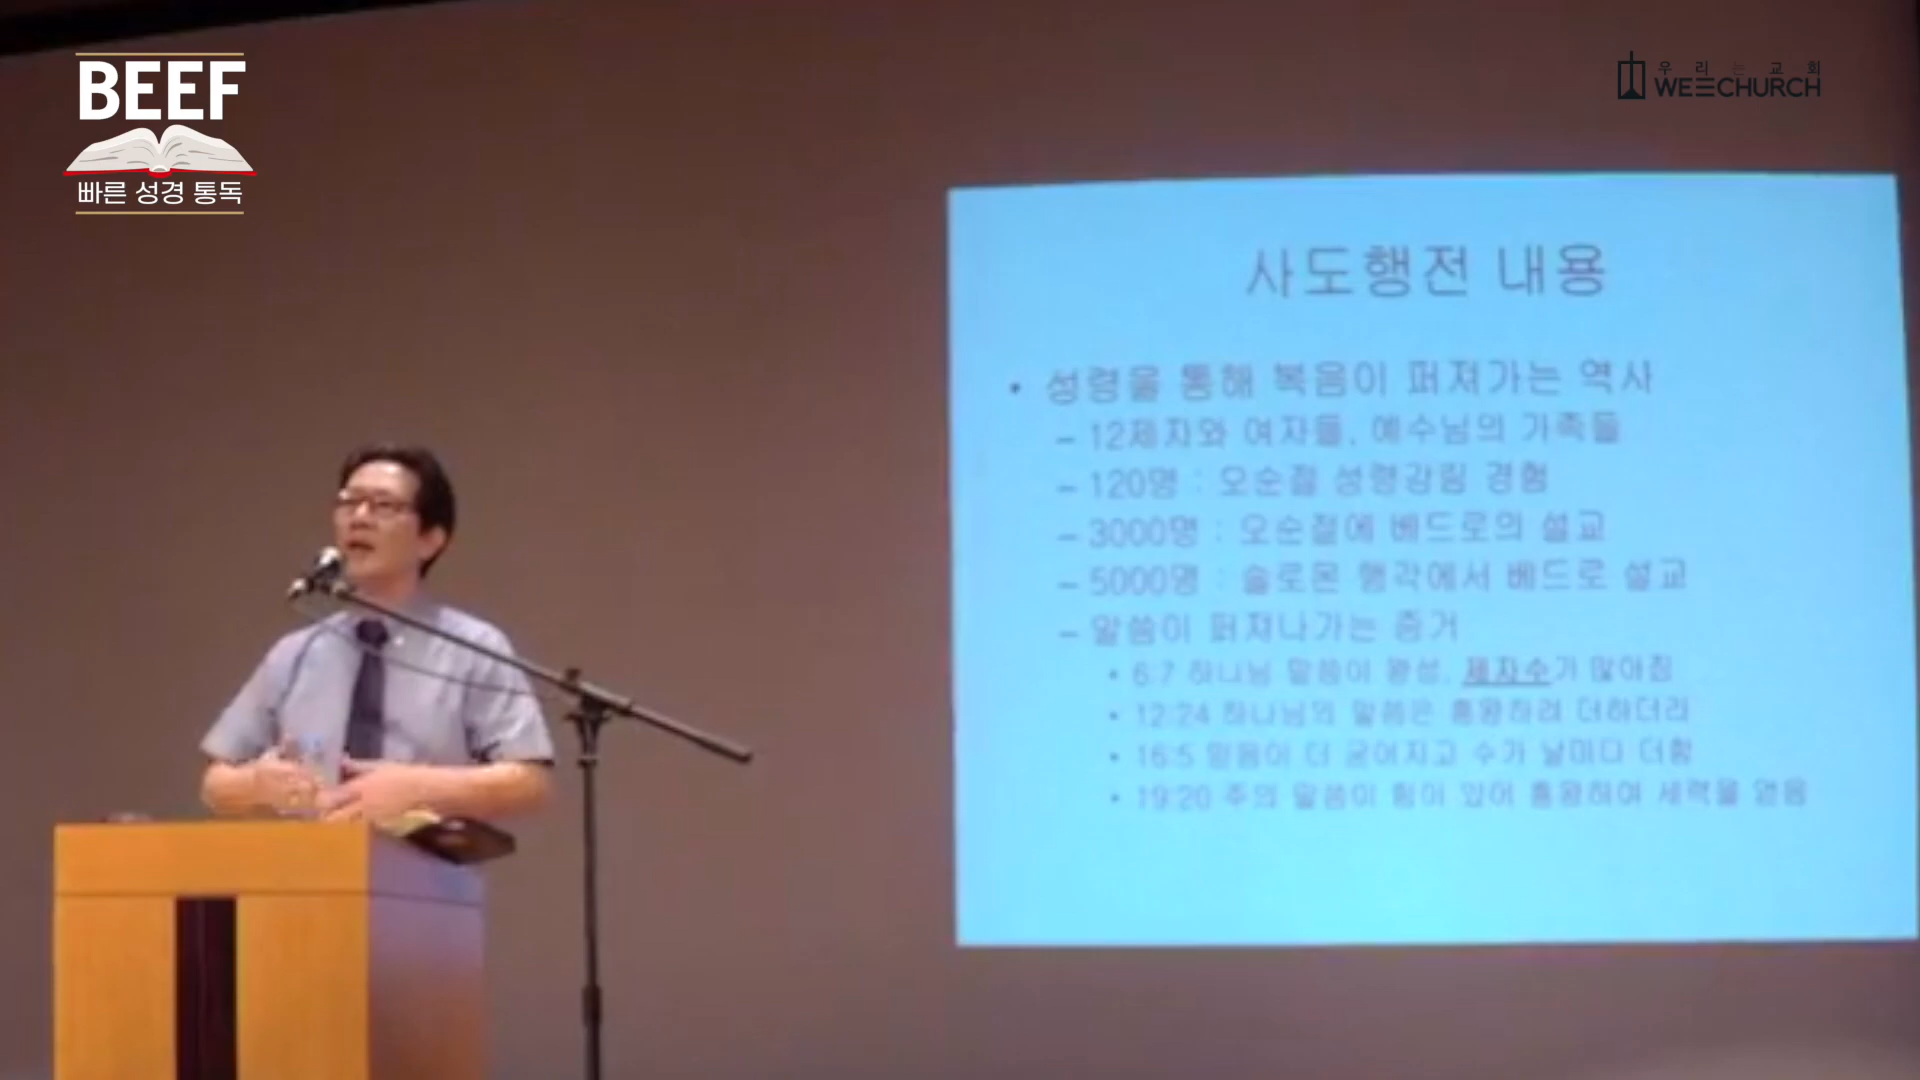 BEEF
빠른 성경 통독
우리는교회
WECHURCH
사도행전 내용
• 성령을 통해 복음이 퍼져가는 역사
– 12제자와 여자들, 예수님의 가족들
– 120명 : 오순절 성령강림 경험
– 3000명 : 오순절에 베드로의 설교
– 5000명 : 솔로몬 행각에서 베드로 설교
– 말씀이 퍼져나가는 증거
• 6:7 하나님 말씀이 왕성, 제자수가 많아짐
• 12:24 하나님의 말씀은 흥왕하여 더하더라
• 16:5 믿음이 더 굳어지고 수가 날마다 더함
• 19:20 주의 말씀이 힘이 있어 흥왕하여 세력을 얻음